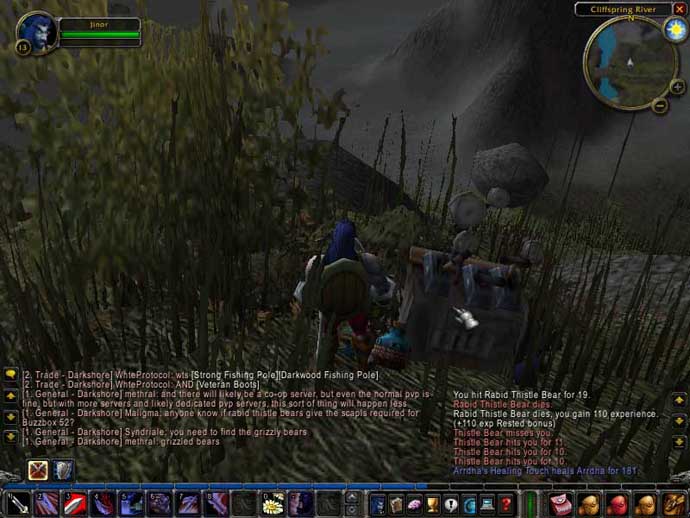 Jinor
13
Cliffspring River
N
[2. Trade - Darkshore] WhteProtocol: wts [Strong Fishing Pole][Darkwood Fishing Pole]
[2. Trade - Darkshore] WhteProtocol: AND [Veteran Boots]
[1. General - Darkshore] methral: and there will likely be a co-op server, but even the normal pvp is
fine, but with more servers and likely dedicated pvp servers, this sort of thing will happen less
[1. General - Darkshore] Maligma: anyone know if rabid thistle bears give the scapls required for
Buzzbox 52?
[1. General - Darkshore] Syndriale: you need to find the grizzly bears
[1. General - Darkshore] methral: grizzled bears
You hit Rabid Thistle Bear for 19.
Rabid Thistle Bear dies.
Rabid Thistle Bear dies, you gain 110 experience.
(+110 exp Rested bonus)
Thistle Bear misses you.
Thistle Bear hits you for 11.
Thistle Bear hits you for 10.
Thistle Bear hits you for 10.
Arrdha's Healing Touch heals Arrdha for 181.